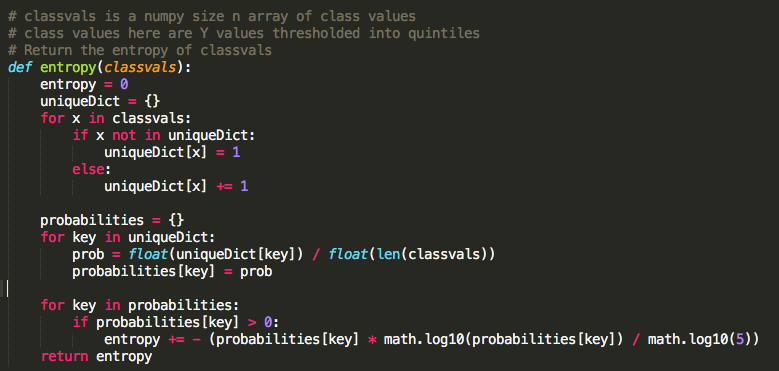 # classvals is a numpy size n array of class values
# class values here are Y values thresholded into quintiles
# Return the entropy of classvals
def entropy(classvals):
    entropy = 0
    uniqueDict = {}
    for x in classvals:
        if x not in uniqueDict:
            uniqueDict[x] = 1
        else:
            uniqueDict[x] += 1

    probabilities = {}
    for key in uniqueDict:
        prob = float(uniqueDict[key]) / float(len(classvals))
        probabilities[key] = prob

    for key in probabilities:
        if probabilities[key] > 0:
            entropy += - (probabilities[key] * math.log10(probabilities[key]) / math.log10(5))
    return entropy